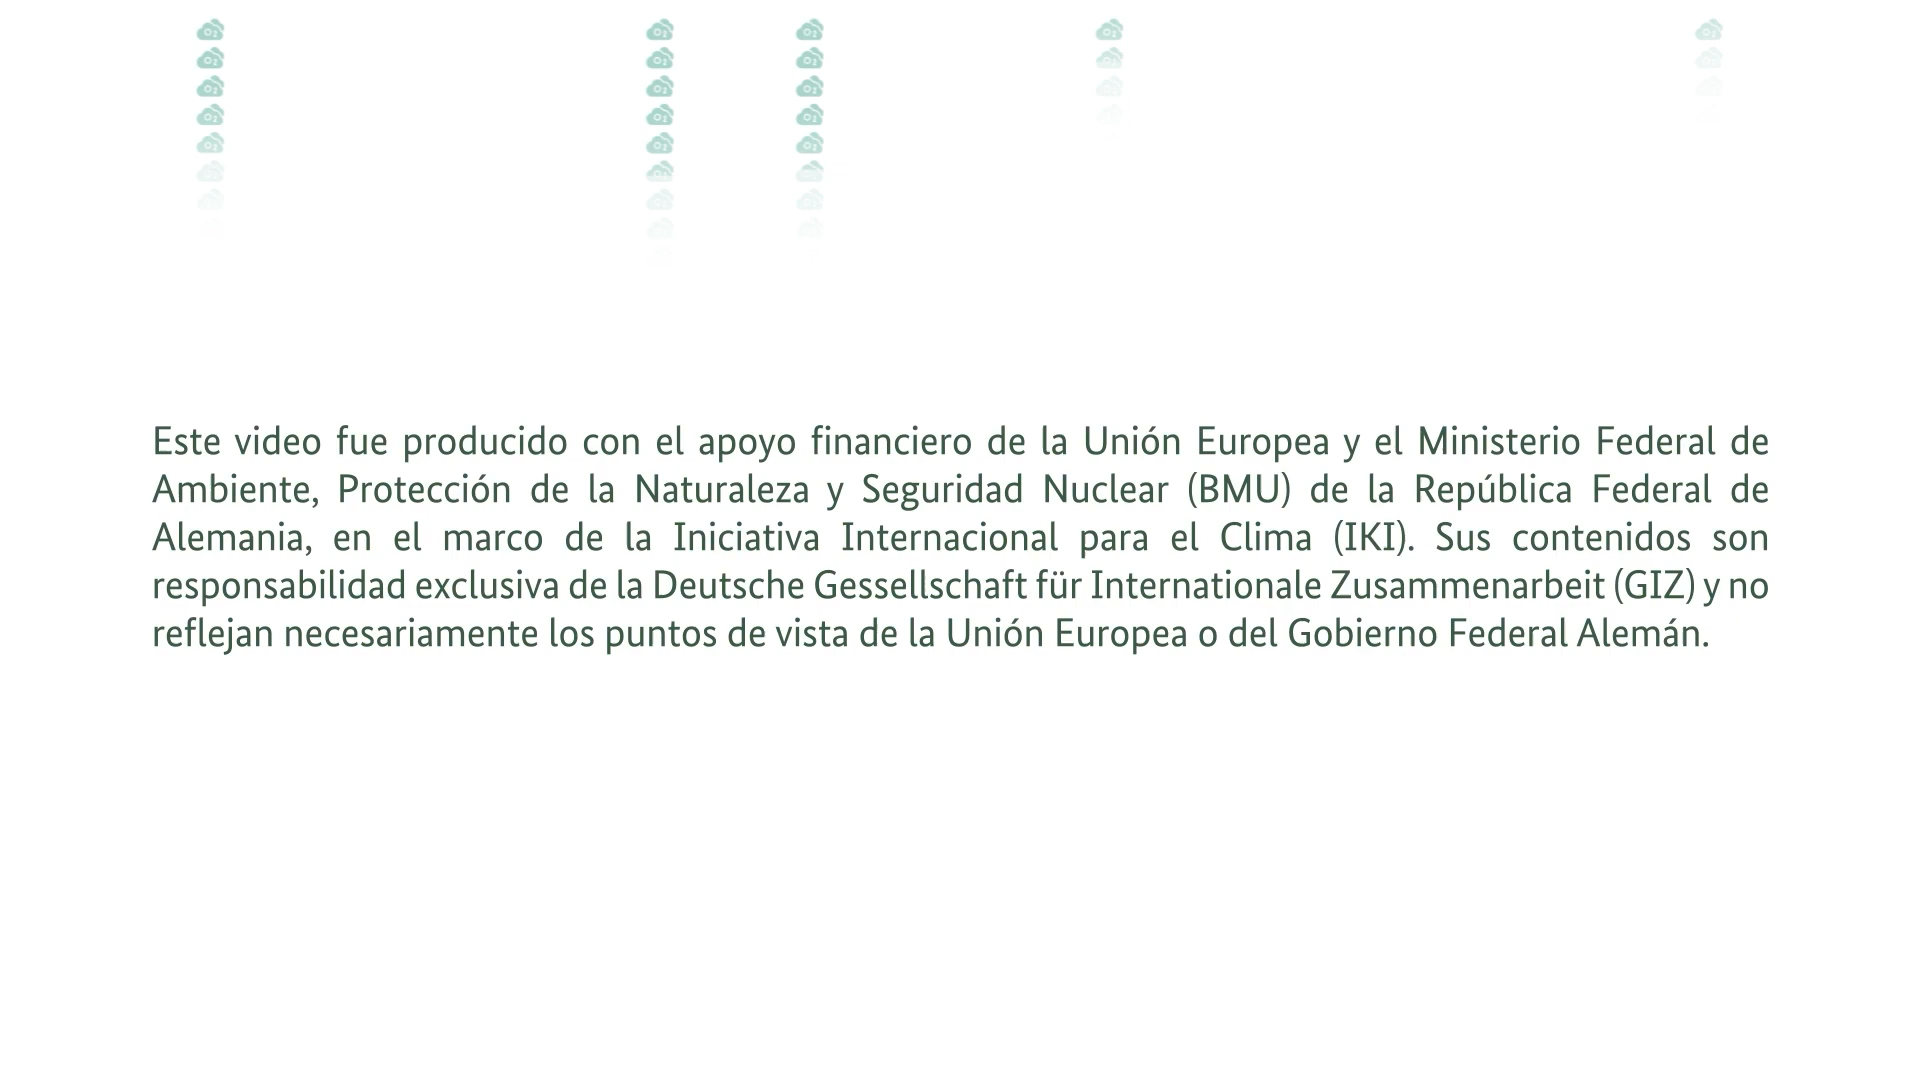 Este video fue producido con el apoyo financiero de la Unión Europea y el Ministerio Federal de
Ambiente, Protección de la Naturaleza y Seguridad Nuclear (BMU) de la República Federal de
Alemania, en el marco de la Iniciativa Internacional para el Clima (IKI). Sus contenidos son
responsabilidad exclusiva de la Deutsche Gessellschaft für Internationale Zusammenarbeit (GIZ) y no
reflejan necesariamente los puntos de vista de la Unión Europea o del Gobierno Federal Alemán.